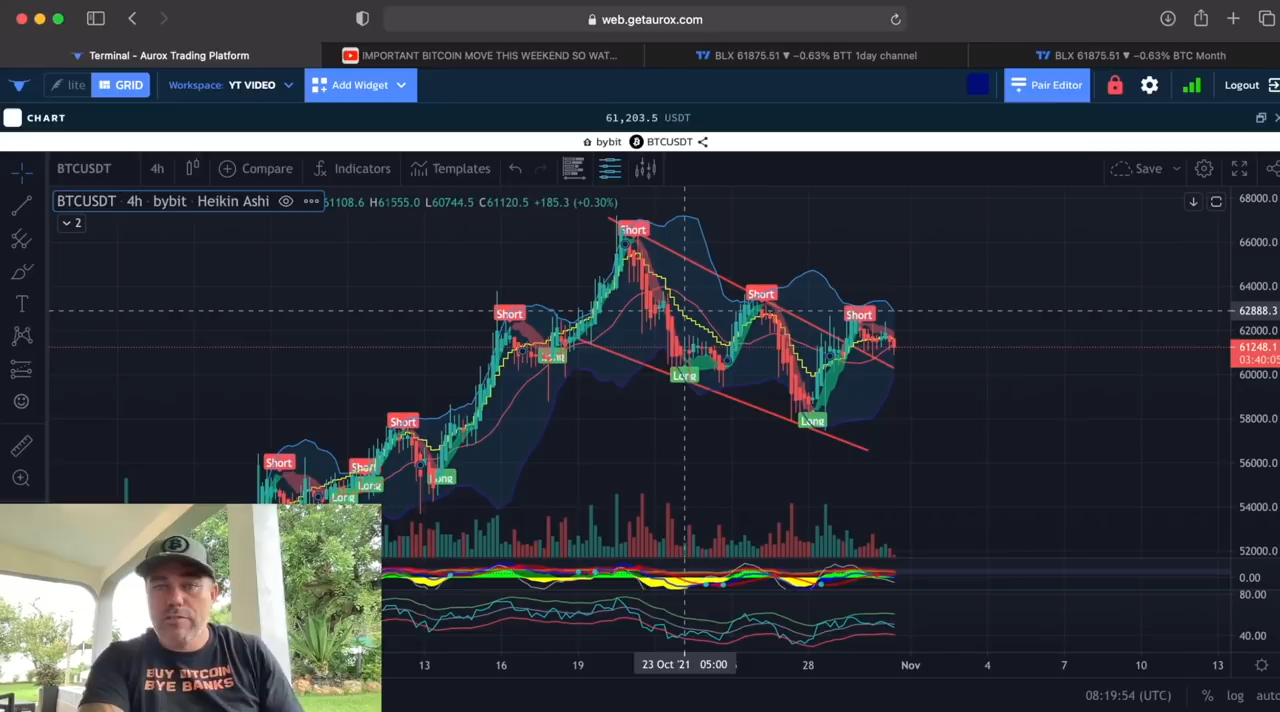 web.getaurox.com
Terminal - Aurox Trading Platform
IMPORTANT BITCOIN MOVE THIS WEEKEND SO WAT...
BLX 61875.51 ▼ −0.63% BTT 1day channel
BLX 61875.51 ▼ −0.63% BTC Month
lite
GRID
Workspace: YT VIDEO
Add Widget
Pair Editor
Logout
CHART
61,203.5 USDT
bybit BTCUSDT
BTCUSDT
4h
Compare
Indicators
Templates
Save
BTCUSDT · 4h · bybit · Heikin Ashi
61108.6 H61555.0 L60744.5 C61120.5 +185.3 (+0.30%)
2
68000.0
Short
66000.0
Short
64000.0
Short
Short
62888.3
62000.0
61248.1
03:40:05
Long
60000.0
Long
Short
Long
58000.0
Short
Short
56000.0
Long
Long
Long
54000.0
52000.0
0.00
80.00
40.00
13
16
19
23 Oct '21 05:00
28
Nov
4
7
10
13
08:19:54 (UTC)
%
log
auto
BUY BITCOIN
BYE BANKS